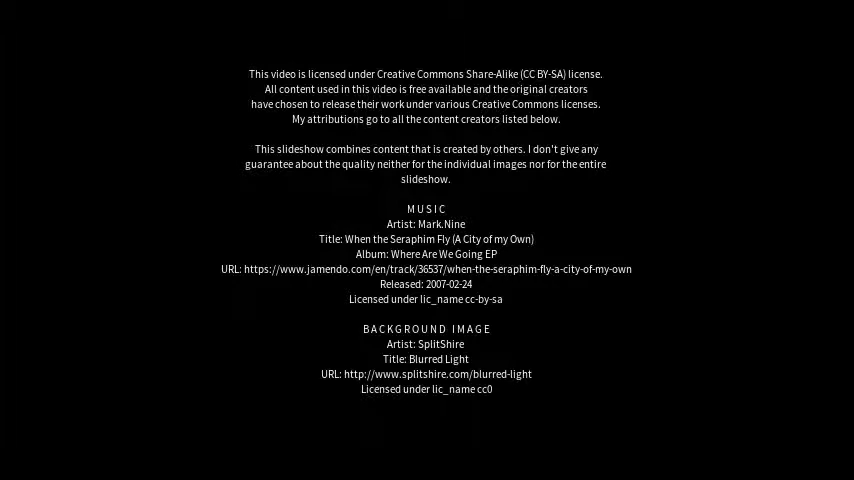 This video is licensed under Creative Commons Share-Alike (CC BY-SA) license.
All content used in this video is free available and the original creators
have chosen to release their work under various Creative Commons licenses.
My attributions go to all the content creators listed below.
This slideshow combines content that is created by others. I don't give any
guarantee about the quality neither for the individual images nor for the entire
slideshow.
MUSIC
Artist: Mark.Nine
Title: When the Seraphim Fly (A City of my Own)
Album: Where Are We Going EP
URL: https://www.jamendo.com/en/track/36537/when-the-seraphim-fly-a-city-of-my-own
Released: 2007-02-24
Licensed under lic_name cc-by-sa
BACKGROUND IMAGE
Artist: SplitShire
Title: Blurred Light
URL: http://www.splitshire.com/blurred-light
Licensed under lic_name cc0